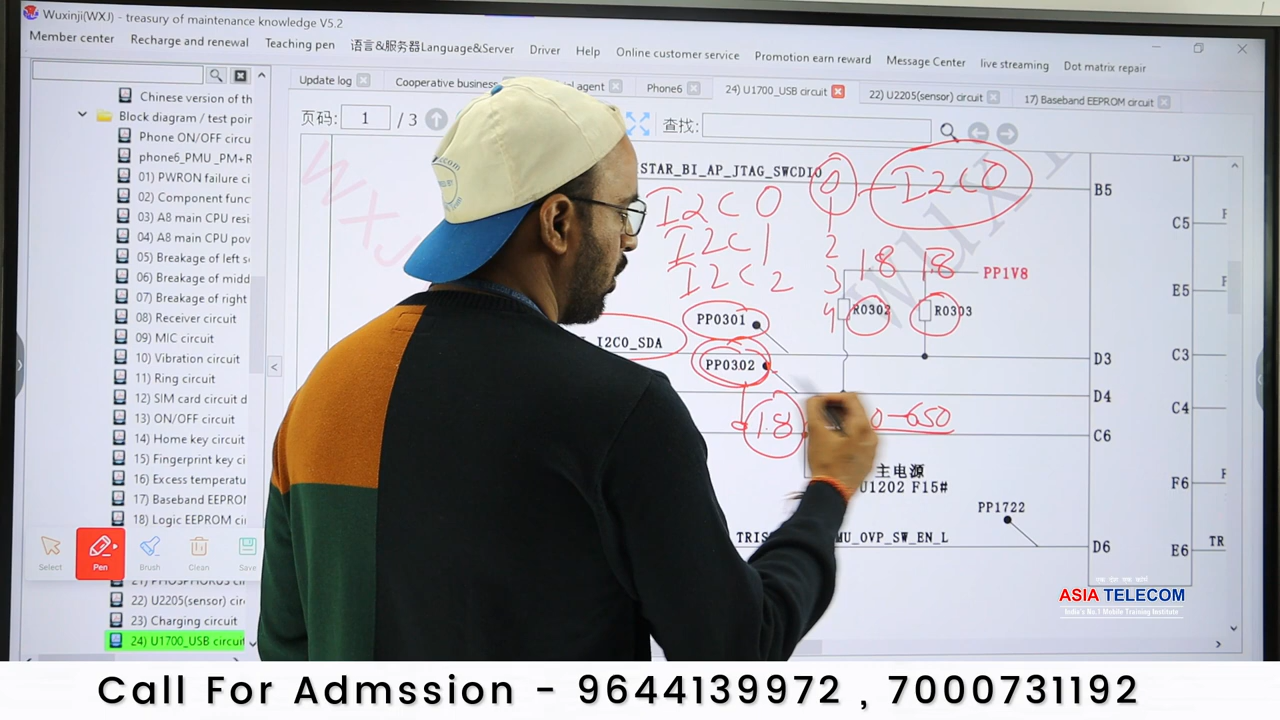 Wuxinji(WXJ) - treasury of maintenance knowledge V5.2
Member center Recharge and renewal Teaching pen 语言&服务器Language&Server Driver Help Online customer service Promotion earn reward Message Center live streaming Dot matrix repair
Update log Cooperative business agent Phone6 24) U1700_USB circuit 22) U2205(sensor) circuit 17) Baseband EEPROM circuit
页码: 1 / 3 查找:
Chinese version of th
Block diagram / test poin
Phone ON/OFF circu
phone6_PMU_PM+R
01) PWRON failure ci
02) Component func
03) A8 main CPU resi
04) A8 main CPU pov
05) Breakage of left s
06) Breakage of midd
07) Breakage of right
08) Receiver circuit
09) MIC circuit
10) Vibration circuit
11) Ring circuit
12) SIM card circuit d
13) ON/OFF circuit
14) Home key circuit
15) Fingerprint key ci
16) Excess temperatu
17) Baseband EEPRON
18) Logic EEPROM cir
22) U2205(sensor) cir
23) Charging circuit
24) U1700_USB circuit
Select Pen Brush Clean Save
WXJ
WUXI
STAR_BI_AP_JTAG_SWCDIO
B5
0 I2C0
I2C0
I2C1
I2C2
1
2
3
4
1.8 1.8
PP1V8
R0302 R0303
PP0301
I2C0_SDA
PP0302
D3
D4
1.8 0-650
C6
主电源
U1202 F15#
PP1722
TRIS MU_OVP_SW_EN_L
D6
E3
C5
E5
C3
C4
F6
E6
TR
ASIA TELECOM
India's No.1 Mobile Training Institute
Call For Admssion - 9644139972 , 7000731192